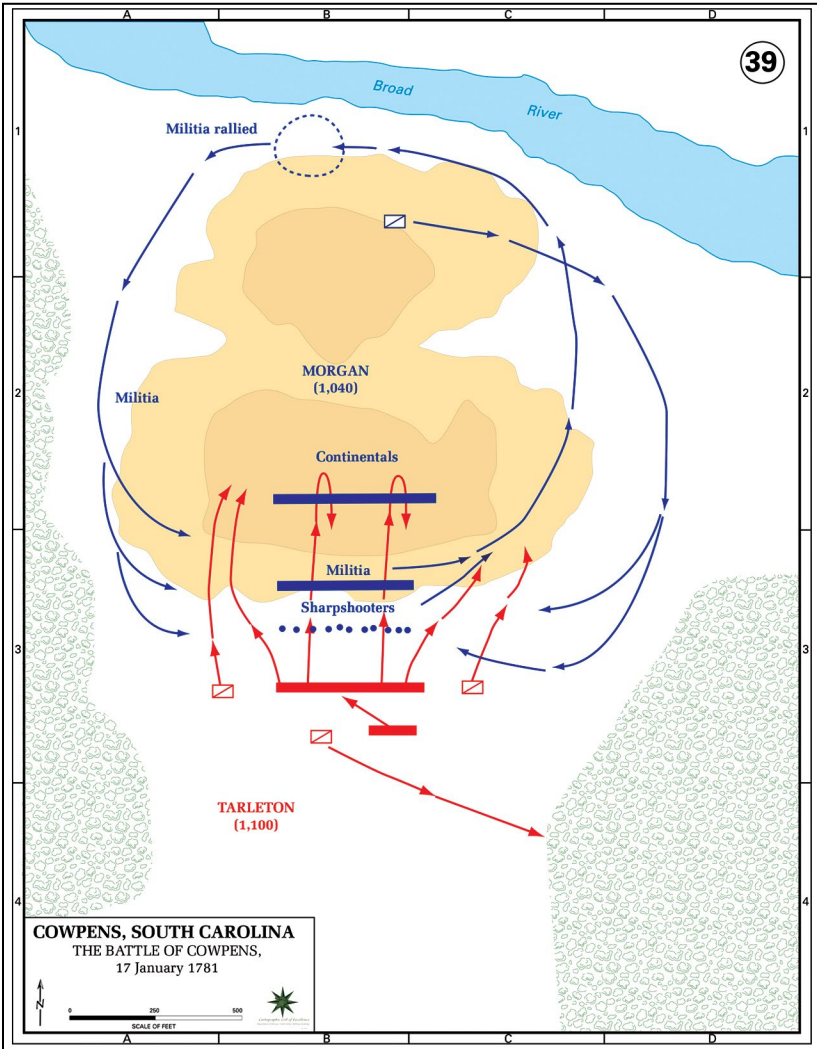 A B C D
39
Broad
River
1 1
Militia rallied
MORGAN
(1,040)
2 2
Militia
Continentals
Militia
Sharpshooters
3 3
TARLETON
(1,100)
4 4
COWPENS, SOUTH CAROLINA
THE BATTLE OF COWPENS,
17 January 1781
N
0 250 500
SCALE OF FEET
A B C D